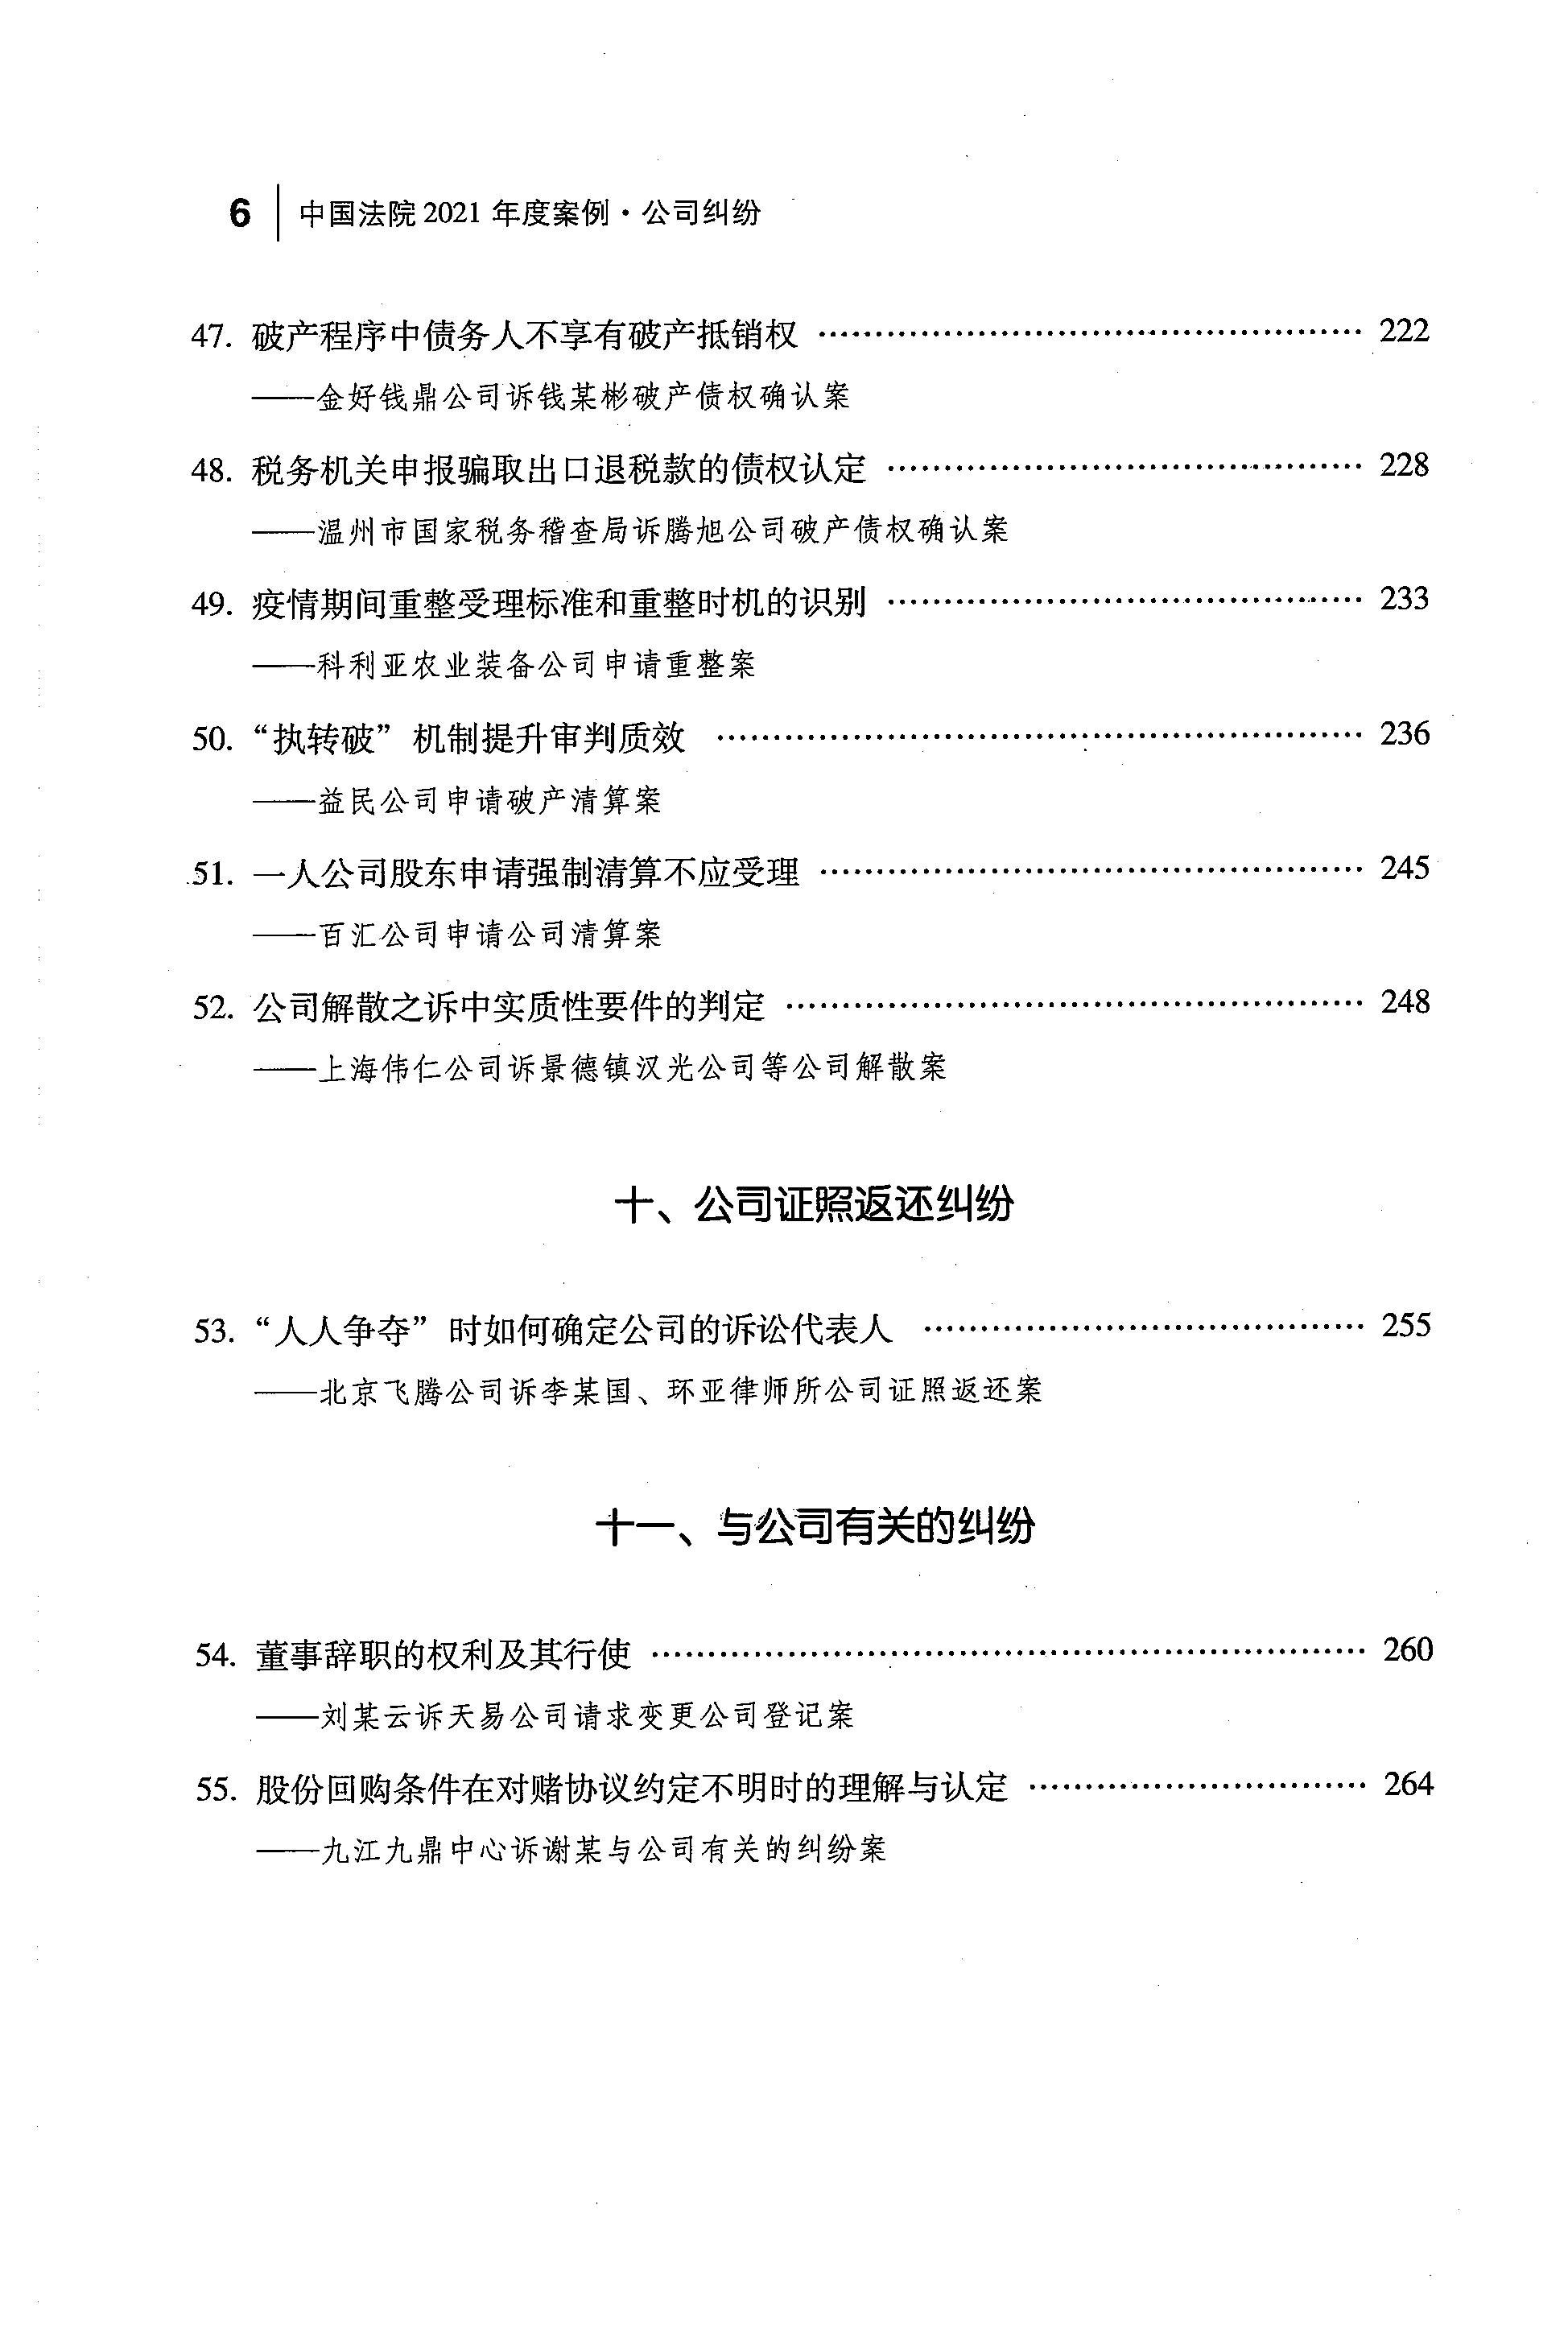 6 中国法院 2021 年度案例·公司纠纷
47. 破产程序中债务人不享有破产抵销权 …………………………………… 222
——金好钱鼎公司诉钱某彬破产债权确认案
48. 税务机关申报骗取出口退税款的债权认定 ……………………………… 228
——温州市国家税务稽查局诉腾旭公司破产债权确认案
49. 疫情期间重整受理标准和重整时机的识别 ……………………………… 233
——科利亚农业装备公司申请重整案
50. “执转破”机制提升审判质效 ………………………………………… 236
——益民公司申请破产清算案
51. 一人公司股东申请强制清算不应受理 …………………………………… 245
——百汇公司申请公司清算案
52. 公司解散之诉中实质性要件的判定 ……………………………………… 248
——上海伟仁公司诉景德镇汉光公司等公司解散案
十、公司证照返还纠纷
53. “人人争夺”时如何确定公司的诉讼代表人 …………………………… 255
——北京飞腾公司诉李某国、环亚律师所公司证照返还案
十一、与公司有关的纠纷
54. 董事辞职的权利及其行使 ……………………………………………… 260
——刘某云诉天易公司请求变更公司登记案
55. 股份回购条件在对赌协议约定不明时的理解与认定 …………………… 264
——九江九鼎中心诉谢某与公司有关的纠纷案